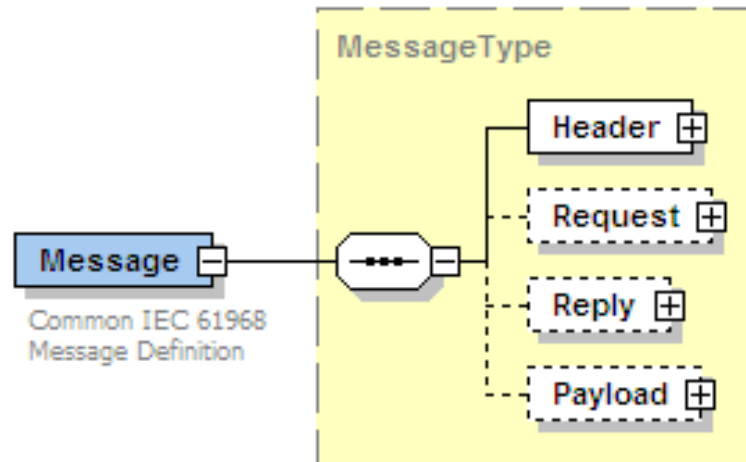 MessageType
Header
Request
Message
Common IEC 61968
Message Definition
Reply
Payload